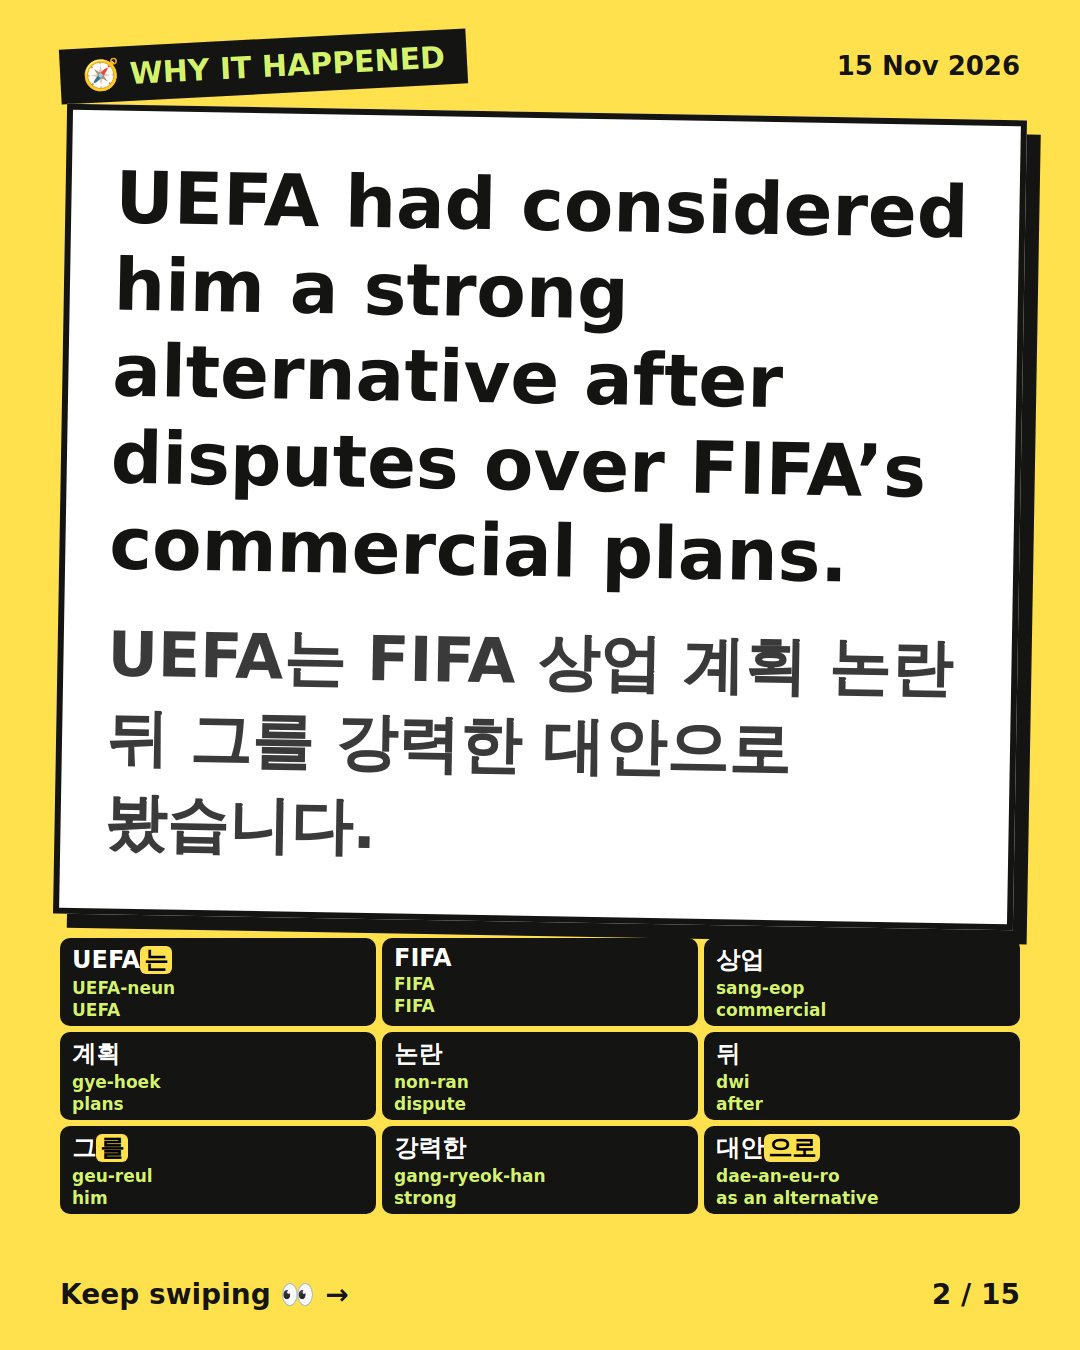 🧭 WHY IT HAPPENED
15 Nov 2026
UEFA had considered
him a strong
alternative after
disputes over FIFA’s
commercial plans.
UEFA는 FIFA 상업 계획 논란
뒤 그를 강력한 대안으로
봤습니다.
UEFA는
UEFA-neun
UEFA
FIFA
FIFA
FIFA
상업
sang-eop
commercial
계획
gye-hoek
plans
논란
non-ran
dispute
뒤
dwi
after
그를
geu-reul
him
강력한
gang-ryeok-han
strong
대안으로
dae-an-eu-ro
as an alternative
Keep swiping 👀 →
2 / 15